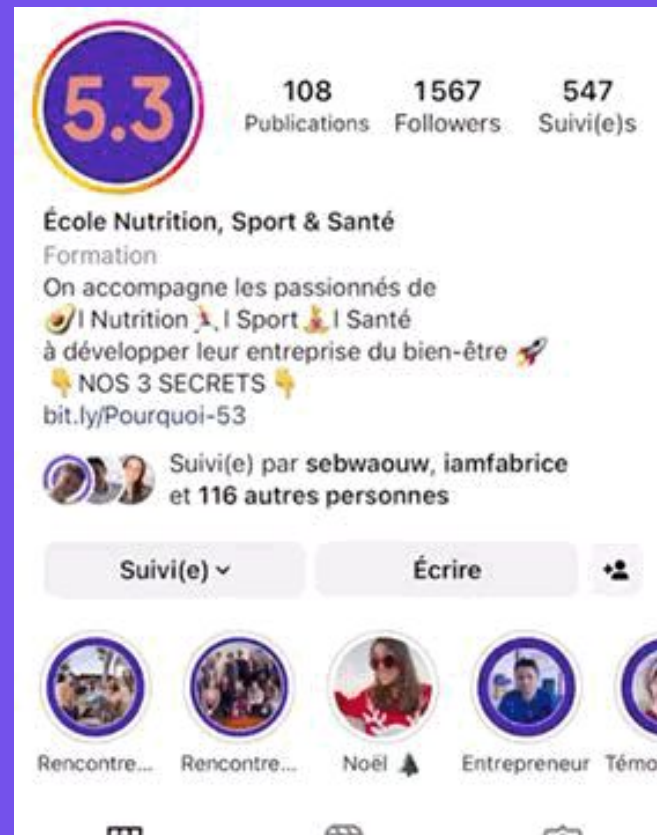 5.3
108 1567 547
Publications Followers Suivi(e)s
École Nutrition, Sport & Santé
Formation
On accompagne les passionnés de
🥑I Nutrition🏃‍♀️I Sport🧘‍♀️I Santé
à développer leur entreprise du bien-être 🚀
👇NOS 3 SECRETS👇
bit.ly/Pourquoi-53
Suivi(e) par sebwaouw, iamfabrice
et 116 autres personnes
Suivi(e) Écrire
Rencontre... Rencontre... Noël 🌲 Entrepreneur Témo